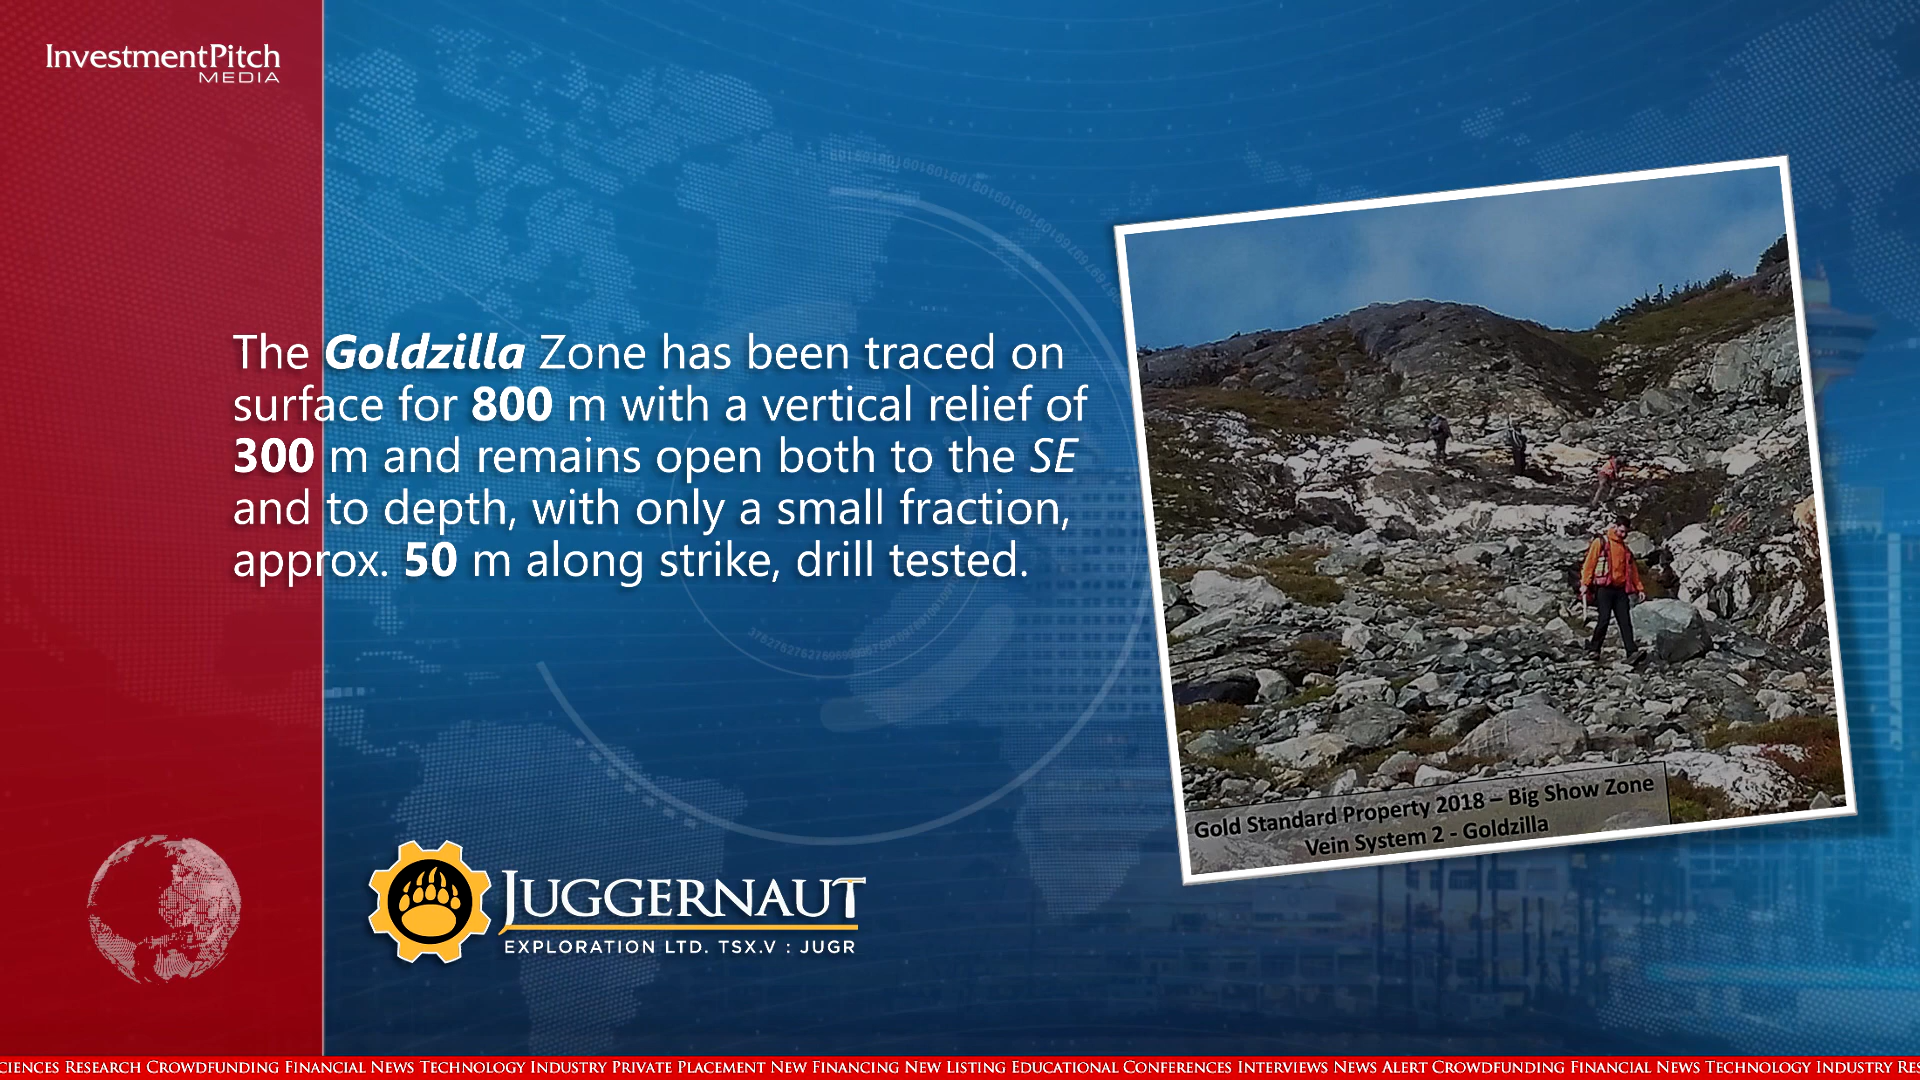 InvestmentPitch
MEDIA
The Goldzilla Zone has been traced on
surface for 800 m with a vertical relief of
300 m and remains open both to the SE
and to depth, with only a small fraction,
approx. 50 m along strike, drill tested.
Gold Standard Property 2018 – Big Show Zone
Vein System 2 - Goldzilla
JUGGERNAUT
EXPLORATION LTD. TSX.V : JUGR
RESEARCH CROWDFUNDING FINANCIAL NEWS TECHNOLOGY INDUSTRY PRIVATE PLACEMENT NEW FINANCING NEW LISTING EDUCATIONAL CONFERENCES INTERVIEWS NEWS ALERT CROWDFUNDING FINANCIAL NEWS TECHNOLOGY INDUSTRY